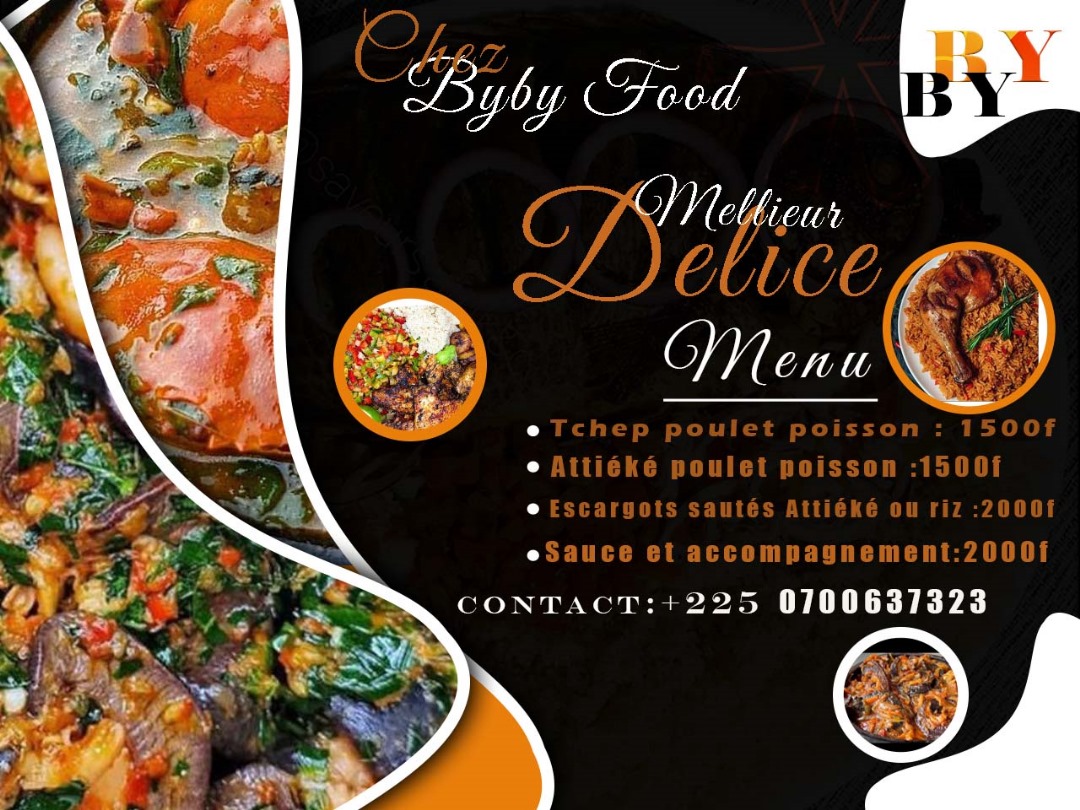 Chez
Byby Food
BY
BY
Mellieur
Delice
Menu
Tchep poulet poisson : 1500f
Attiéké poulet poisson :1500f
Escargots sautés Attiéké ou riz :2000f
Sauce et accompagnement:2000f
CONTACT:+225 0700637323